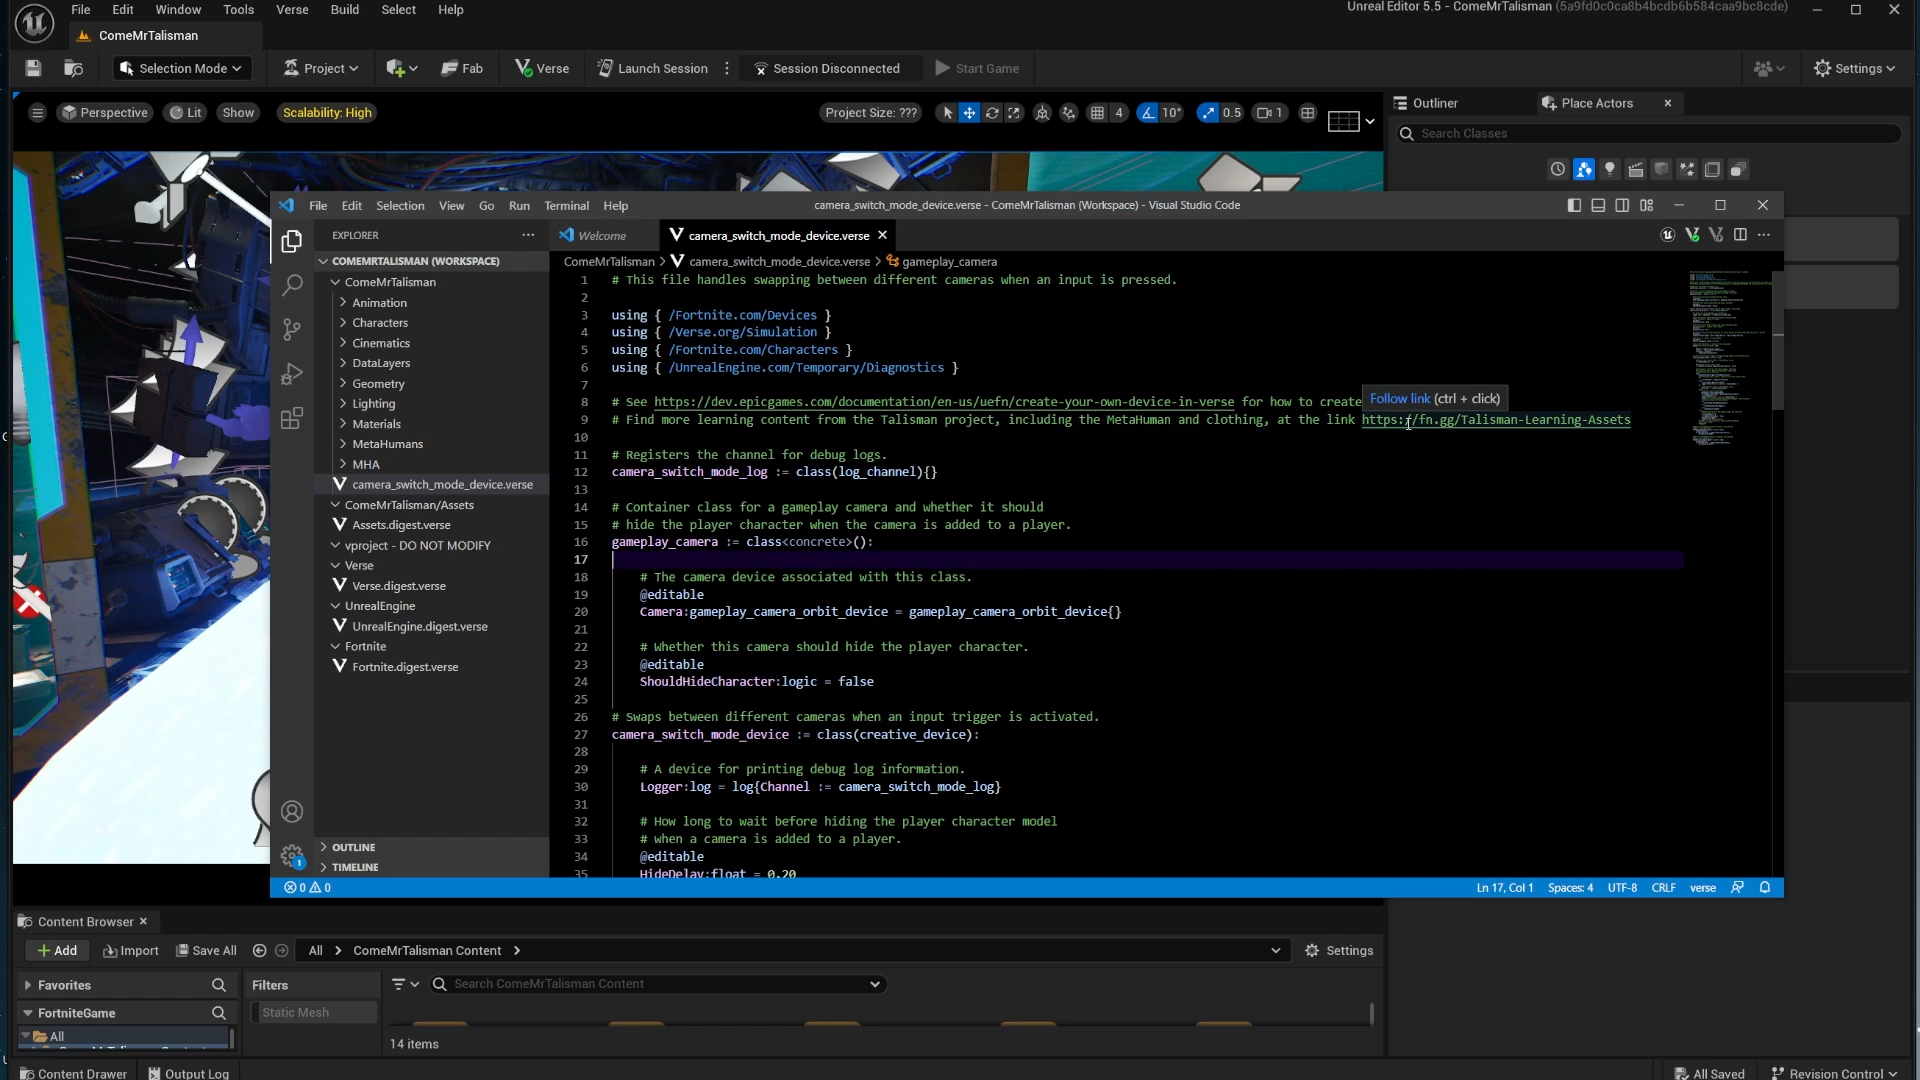 File Edit Window Tools Verse Build Select Help
Unreal Editor 5.5 - ComeMrTalisman (5a9fd0c0ca8b4bcdb6b584caa9bc8cde)
ComeMrTalisman
Selection Mode Project Fab Verse Launch Session Session Disconnected Start Game Settings
Perspective Lit Show Scalability: High Project Size: ??? 4 10° 0.5 1
Outliner Place Actors
Search Classes
File Edit Selection View Go Run Terminal Help
camera_switch_mode_device.verse - ComeMrTalisman (Workspace) - Visual Studio Code
EXPLORER
Welcome camera_switch_mode_device.verse
COMEMRTALISMAN (WORKSPACE)
ComeMrTalisman
Animation
Characters
Cinematics
DataLayers
Geometry
Lighting
Materials
MetaHumans
MHA
camera_switch_mode_device.verse
ComeMrTalisman/Assets
Assets.digest.verse
vproject - DO NOT MODIFY
Verse
Verse.digest.verse
UnrealEngine
UnrealEngine.digest.verse
Fortnite
Fortnite.digest.verse
OUTLINE
TIMELINE
ComeMrTalisman > camera_switch_mode_device.verse > gameplay_camera
1 # This file handles swapping between different cameras when an input is pressed.
2
3 using { /Fortnite.com/Devices }
4 using { /Verse.org/Simulation }
5 using { /Fortnite.com/Characters }
6 using { /UnrealEngine.com/Temporary/Diagnostics }
7
Follow link (ctrl + click)
8 # See https://dev.epicgames.com/documentation/en-us/uefn/create-your-own-device-in-verse for how to create
9 # Find more learning content from the Talisman project, including the MetaHuman and clothing, at the link https://fn.gg/Talisman-Learning-Assets
10
11 # Registers the channel for debug logs.
12 camera_switch_mode_log := class(log_channel){}
13
14 # Container class for a gameplay camera and whether it should
15 # hide the player character when the camera is added to a player.
16 gameplay_camera := class<concrete>():
17
18 # The camera device associated with this class.
19 @editable
20 Camera:gameplay_camera_orbit_device = gameplay_camera_orbit_device{}
21
22 # Whether this camera should hide the player character.
23 @editable
24 ShouldHideCharacter:logic = false
25
26 # Swaps between different cameras when an input trigger is activated.
27 camera_switch_mode_device := class(creative_device):
28
29 # A device for printing debug log information.
30 Logger:log = log{Channel := camera_switch_mode_log}
31
32 # How long to wait before hiding the player character model
33 # when a camera is added to a player.
34 @editable
35 HideDelay:float = 0.20
0 0
Ln 17, Col 1 Spaces: 4 UTF-8 CRLF verse
1
Content Browser
Add Import Save All All > ComeMrTalisman Content > Settings
Favorites Filters Search ComeMrTalisman Content
FortniteGame Static Mesh
All
14 items
Content Drawer Output Log All Saved Revision Control